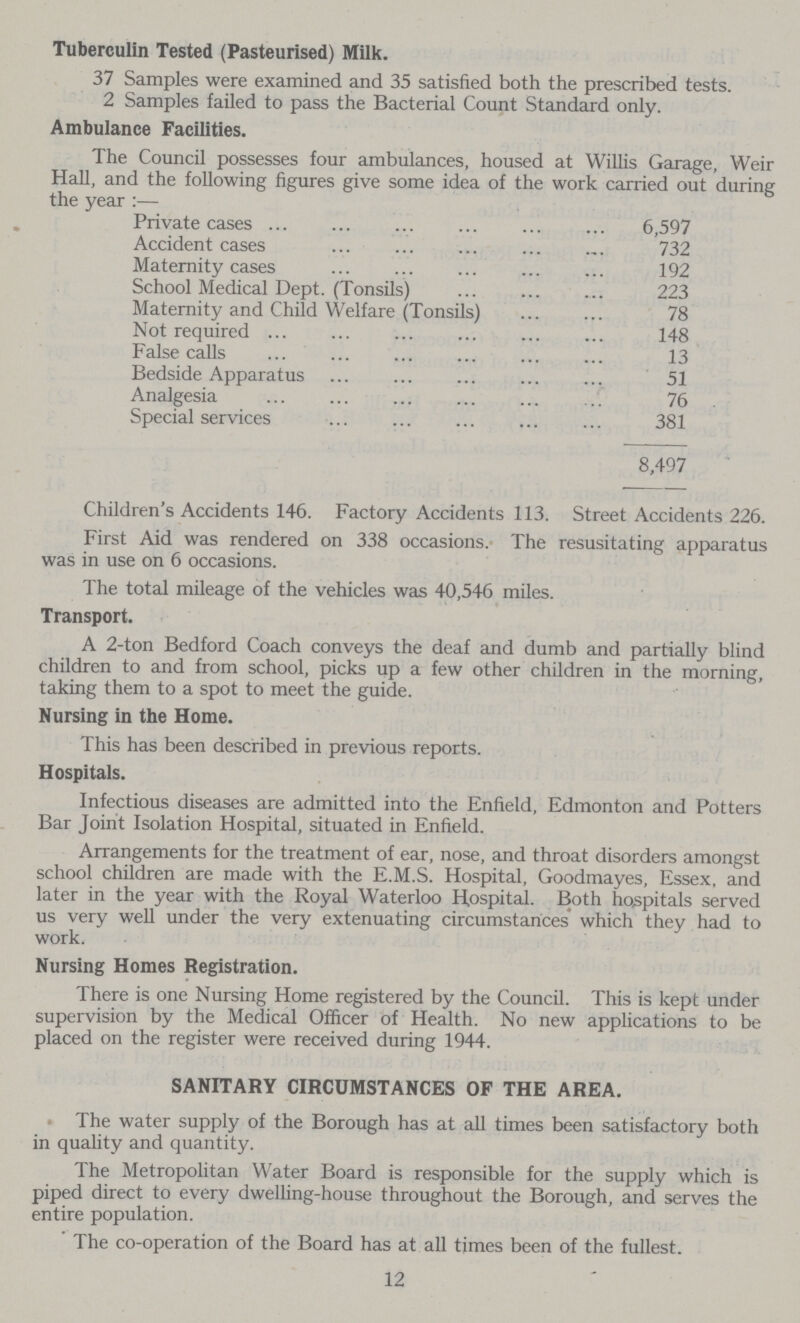 Tuberculin Tested (Pasteurised) Milk.
37 Samples were examined and 35 satisfied both the prescribed tests.
2 Samples failed to pass the Bacterial Count Standard only.
Ambulance Facilities.
The Council possesses four ambulances, housed at Willis Garage, Weir
Hall, and the following figures give some idea of the work carried out during
the year :—
Private cases ... ... ... ... ... ... 6,597
Accident cases ... ... ... ... ... 732
Maternity cases ... ... ... ... ... 192
School Medical Dept. (Tonsils) ... ... ... 223
Maternity and Child Welfare (Tonsils) ... ... 78
Not required ... ... ... ... ... ... 148
False calls ... ... ... ... ... ... 13
Bedside Apparatus ... ... ... ... ... 51
Analgesia ... ... ... ... ... ... 76
Special services ... ... ... ... ... 381
8,497
Children's Accidents 146. Factory Accidents 113. Street Accidents 226.
First Aid was rendered on 338 occasions. The resusitating apparatus
was in use on 6 occasions.
The total mileage of the vehicles was 40,546 miles.
Transport.
A 2-ton Bedford Coach conveys the deaf and dumb and partially blind
children to and from school, picks up a few other children in the morning,
taking them to a spot to meet the guide.
Nursing in the Home.
This has been described in previous reports.
Hospitals.
Infectious diseases are admitted into the Enfield, Edmonton and Potters
Bar Joint Isolation Hospital, situated in Enfield.
Arrangements for the treatment of ear, nose, and throat disorders amongst
school children are made with the E.M.S. Hospital, Goodmayes, Essex, and
later in the year with the Royal Waterloo Hospital. Both hospitals served
us very well under the very extenuating circumstances which they had to
work.
Nursing Homes Registration.
There is one Nursing Home registered by the Council. This is kept under
supervision by the Medical Officer of Health. No new applications to be
placed on the register were received during 1944.
SANITARY CIRCUMSTANCES OF THE AREA.
The water supply of the Borough has at all times been satisfactory both
in quality and quantity.
The Metropolitan Water Board is responsible for the supply which is
piped direct to every dwelling-house throughout the Borough, and serves the
entire population.
The co-operation of the Board has at all times been of the fullest.
12